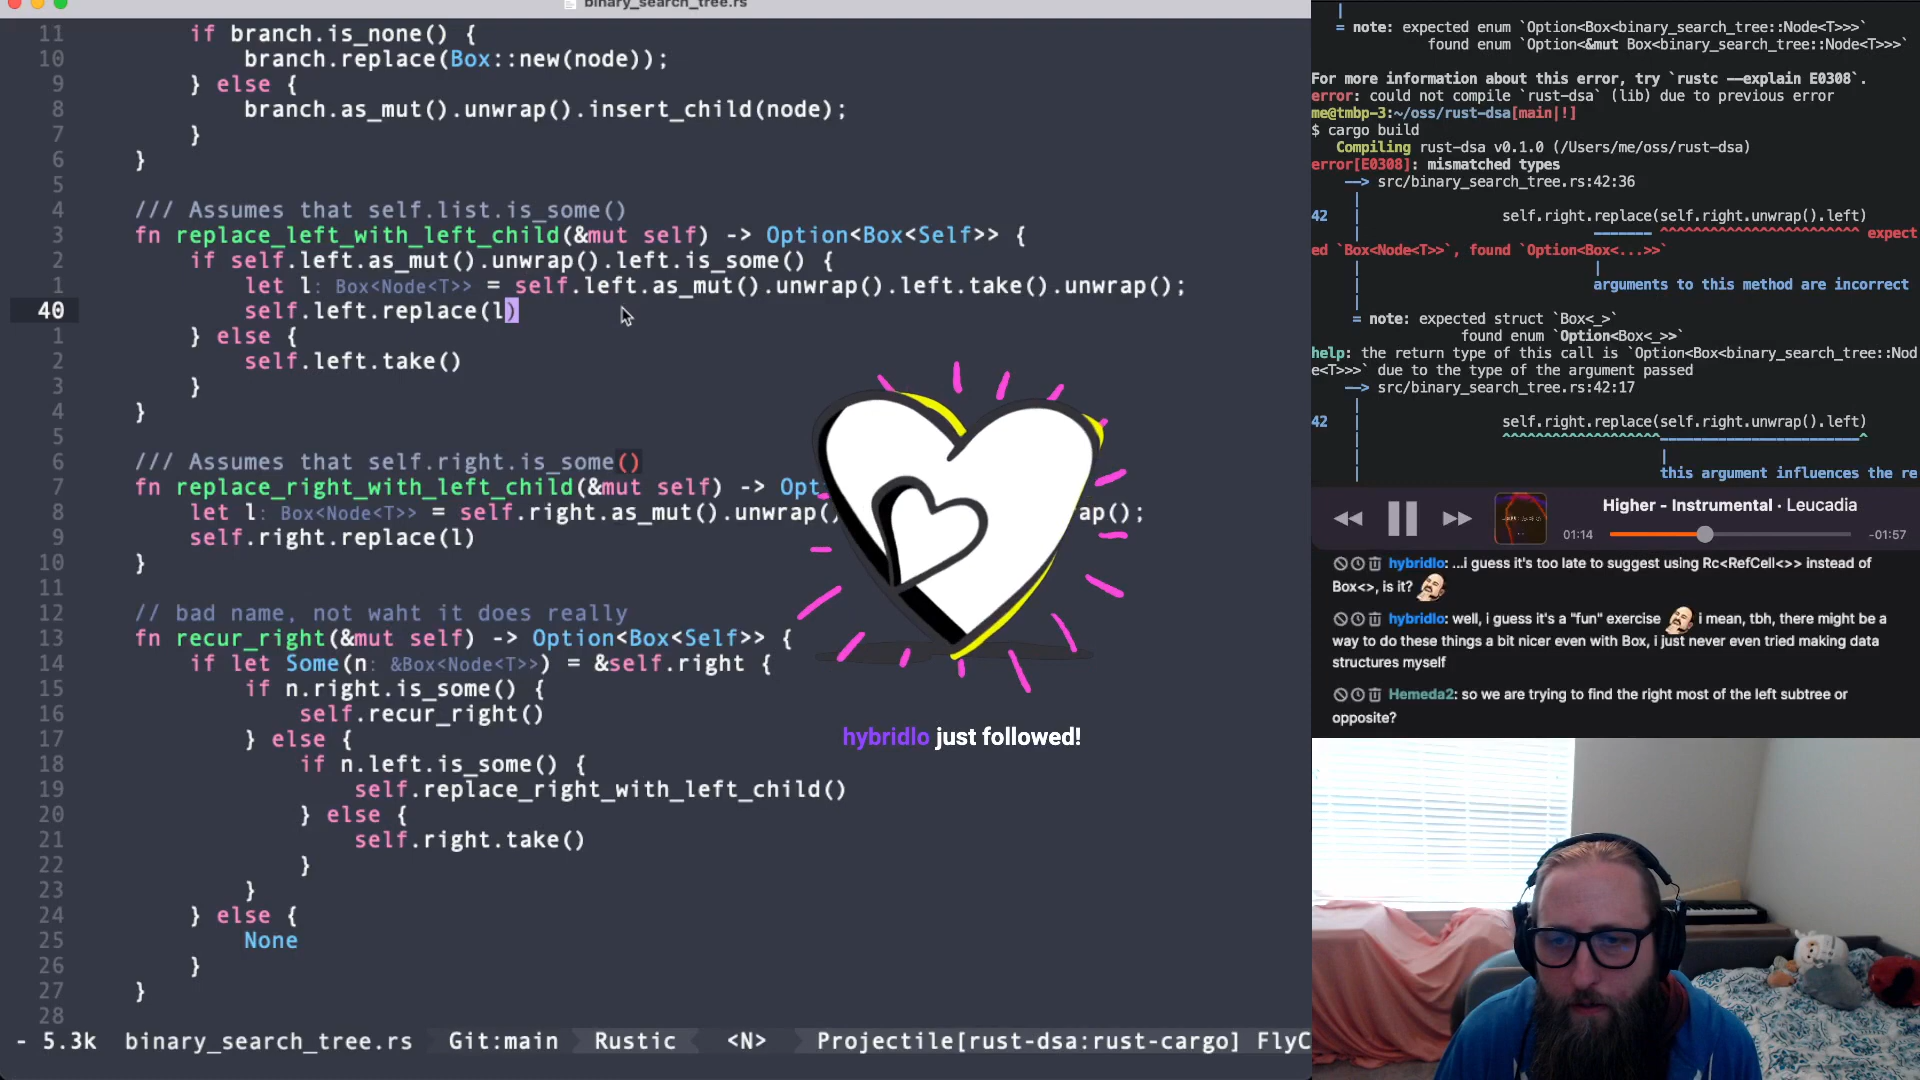 binary_search_tree.rs
11 if branch.is_none() {
10 branch.replace(Box::new(node));
9 } else {
8 branch.as_mut().unwrap().insert_child(node);
7 }
6 }
5
4 /// Assumes that self.list.is_some()
3 fn replace_left_with_left_child(&mut self) -> Option<Box<Self>> {
2 if self.left.as_mut().unwrap().left.is_some() {
1 let l: Box<Node<T>> = self.left.as_mut().unwrap().left.take().unwrap();
40 self.left.replace(l)
1 } else {
2 self.left.take()
3 }
4 }
5
6 /// Assumes that self.right.is_some()
7 fn replace_right_with_left_child(&mut self) -> Opt
8 let l: Box<Node<T>> = self.right.as_mut().unwrap() ap();
9 self.right.replace(l)
10 }
11
12 // bad name, not waht it does really
13 fn recur_right(&mut self) -> Option<Box<Self>> {
14 if let Some(n: &Box<Node<T>>) = &self.right {
15 if n.right.is_some() {
16 self.recur_right()
17 } else {
18 if n.left.is_some() {
19 self.replace_right_with_left_child()
20 } else {
21 self.right.take()
22 }
23 }
24 } else {
25 None
26 }
27 }
28
hybridlo just followed!
- 5.3k binary_search_tree.rs Git:main Rustic <N> Projectile[rust-dsa:rust-cargo] FlyC
|
= note: expected enum `Option<Box<binary_search_tree::Node<T>>>`
found enum `Option<&mut Box<binary_search_tree::Node<T>>>`
For more information about this error, try `rustc --explain E0308`.
error: could not compile `rust-dsa` (lib) due to previous error
me@tmbp-3:~/oss/rust-dsa[main|!]
$ cargo build
Compiling rust-dsa v0.1.0 (/Users/me/oss/rust-dsa)
error[E0308]: mismatched types
--> src/binary_search_tree.rs:42:36
|
42 | self.right.replace(self.right.unwrap().left)
| ------- ^^^^^^^^^^^^^^^^^^^^^^^^ expect
ed `Box<Node<T>>`, found `Option<Box<...>>`
| |
| arguments to this method are incorrect
|
= note: expected struct `Box<_>`
found enum `Option<Box<_>>`
help: the return type of this call is `Option<Box<binary_search_tree::Nod
e<T>>>` due to the type of the argument passed
--> src/binary_search_tree.rs:42:17
|
42 | self.right.replace(self.right.unwrap().left)
| ^^^^^^^^^^^^^^^^^^^------------------------^
| |
| this argument influences the re
Higher - Instrumental · Leucadia
01:14 -01:57
hybridlo: ...i guess it's too late to suggest using Rc<RefCell<>> instead of
Box<>, is it?
hybridlo: well, i guess it's a "fun" exercise i mean, tbh, there might be a
way to do these things a bit nicer even with Box, i just never even tried making data
structures myself
Hemeda2: so we are trying to find the right most of the left subtree or
opposite?